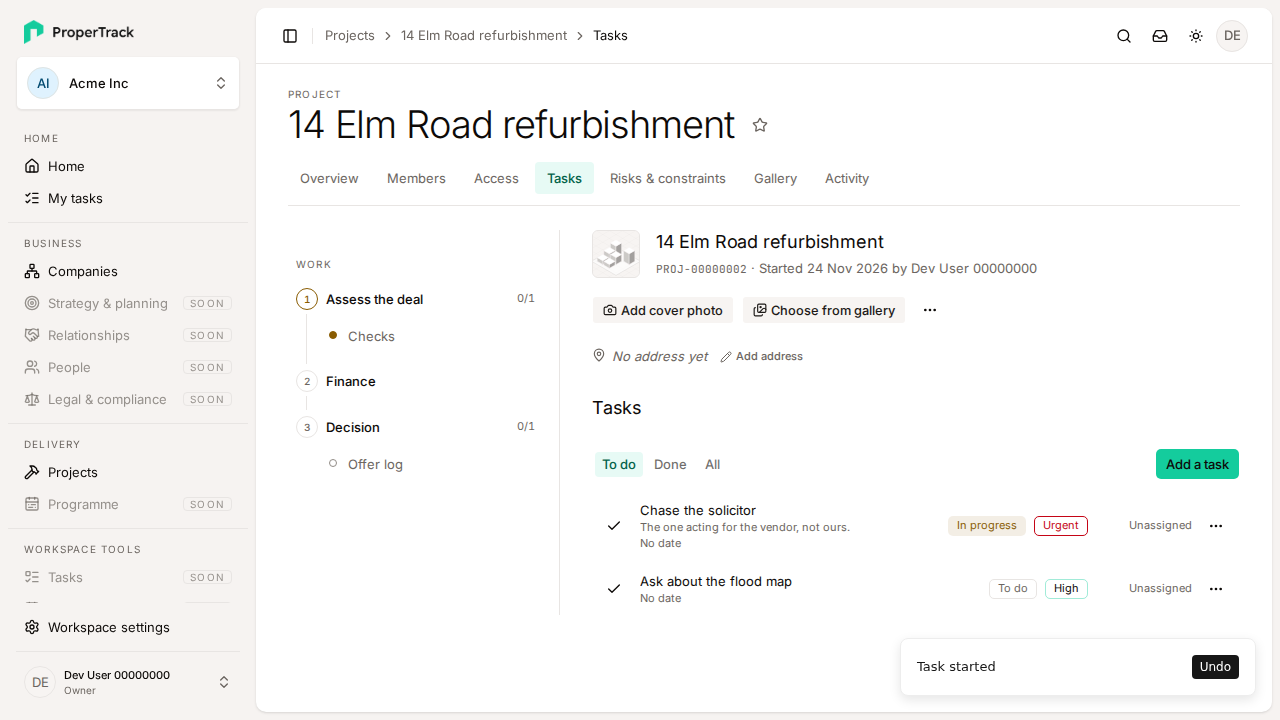 ProperTrack
AI
Acme Inc
HOME
Home
My tasks
BUSINESS
Companies
Strategy & planning SOON
Relationships SOON
People SOON
Legal & compliance SOON
DELIVERY
Projects
Programme SOON
WORKSPACE TOOLS
Tasks SOON
Workspace settings
DE
Dev User 00000000
Owner
Projects > 14 Elm Road refurbishment > Tasks
DE
PROJECT
14 Elm Road refurbishment
Overview Members Access Tasks Risks & constraints Gallery Activity
WORK
1 Assess the deal 0/1
Checks
2 Finance
3 Decision 0/1
Offer log
14 Elm Road refurbishment
PROJ-00000002 · Started 24 Nov 2026 by Dev User 00000000
Add cover photo Choose from gallery
No address yet Add address
Tasks
To do Done All Add a task
Chase the solicitor
The one acting for the vendor, not ours.
No date
In progress Urgent Unassigned
Ask about the flood map
No date
To do High Unassigned
Task started Undo